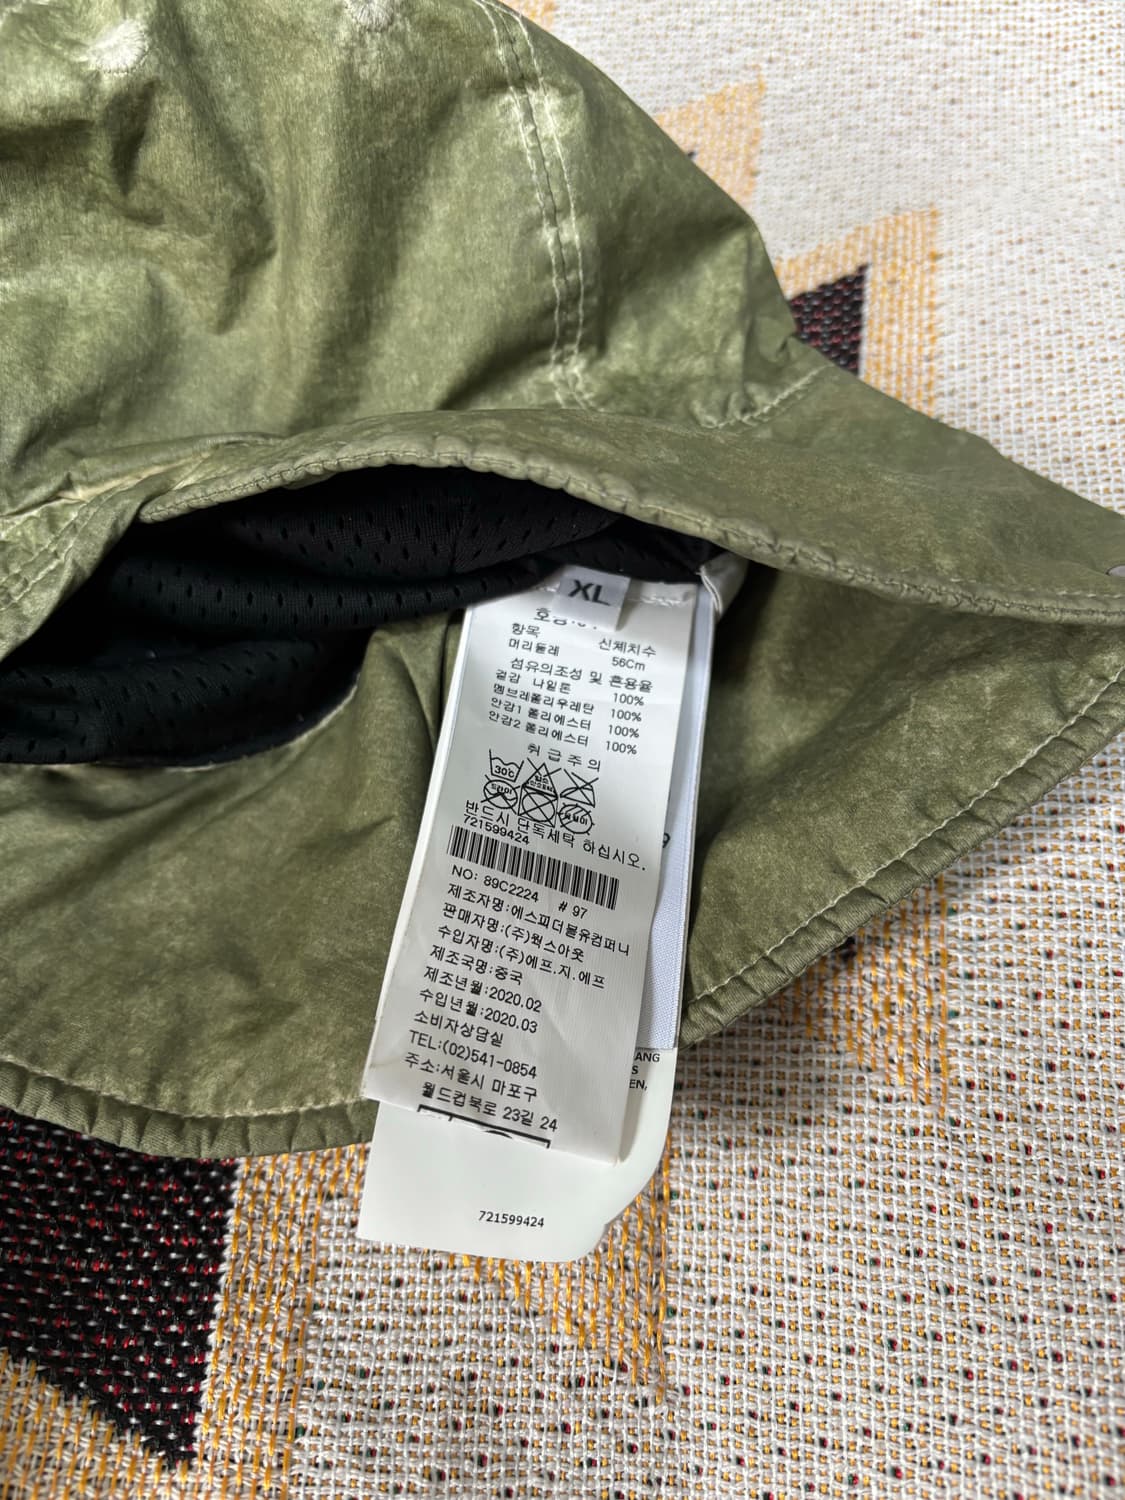 XL
항목 신체치수
머리둘레 56Cm
섬유의조성 및 혼용율
겉감 나일론 100%
멤브레폴리우레탄 100%
안감1 폴리에스터 100%
안감2 폴리에스터 100%
취급주의
30℃
드라이
반드시 단독세탁 하십시오.
721599424
NO: 89C2224 # 97
제조자명:에스피더블유컴퍼니
판매자명:(주)웍스아웃
수입자명:(주)에프.지.에프
제조국명:중국
제조년월:2020.02
수입년월:2020.03
소비자상담실
TEL:(02)541-0854
주소:서울시 마포구
월드컵북로 23길 24
9
ANG
S
EN,
721599424